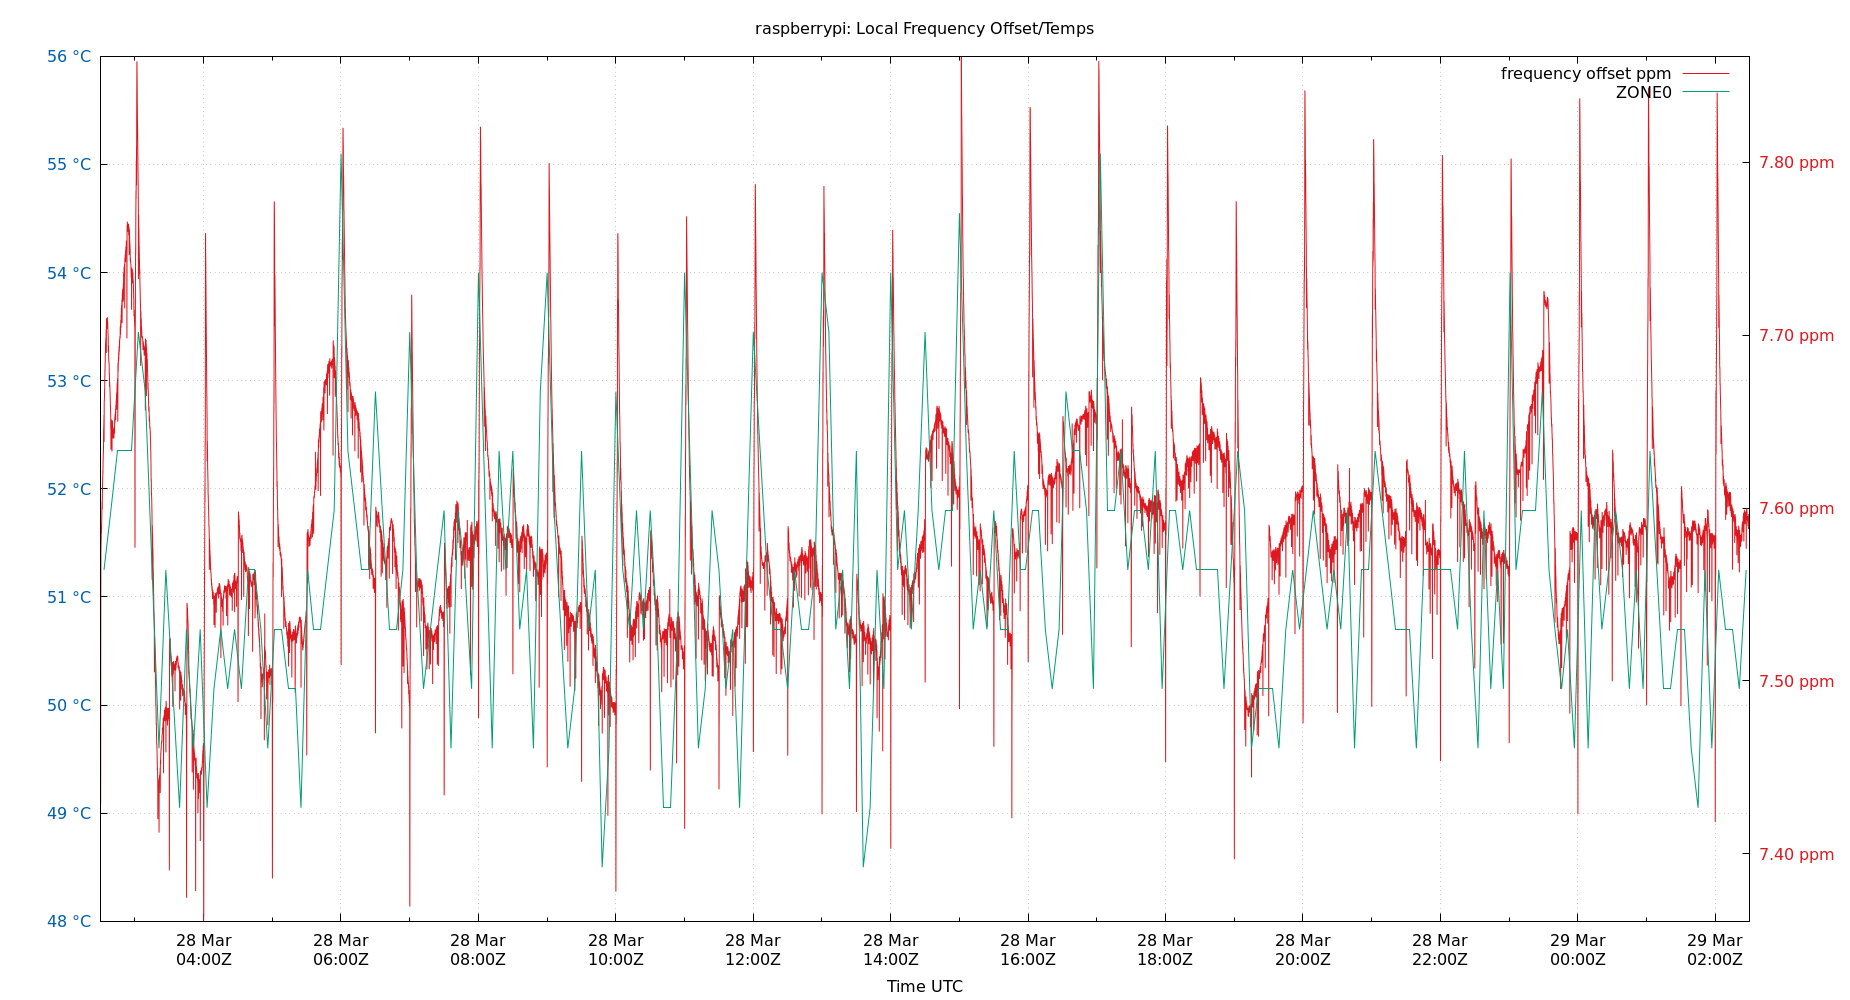 raspberrypi: Local Frequency Offset/Temps
frequency offset ppm
ZONE0
56 °C
55 °C
54 °C
53 °C
52 °C
51 °C
50 °C
49 °C
48 °C
7.80 ppm
7.70 ppm
7.60 ppm
7.50 ppm
7.40 ppm
28 Mar 28 Mar 28 Mar 28 Mar 28 Mar 28 Mar 28 Mar 28 Mar 28 Mar 28 Mar 29 Mar 29 Mar
04:00Z 06:00Z 08:00Z 10:00Z 12:00Z 14:00Z 16:00Z 18:00Z 20:00Z 22:00Z 00:00Z 02:00Z
Time UTC